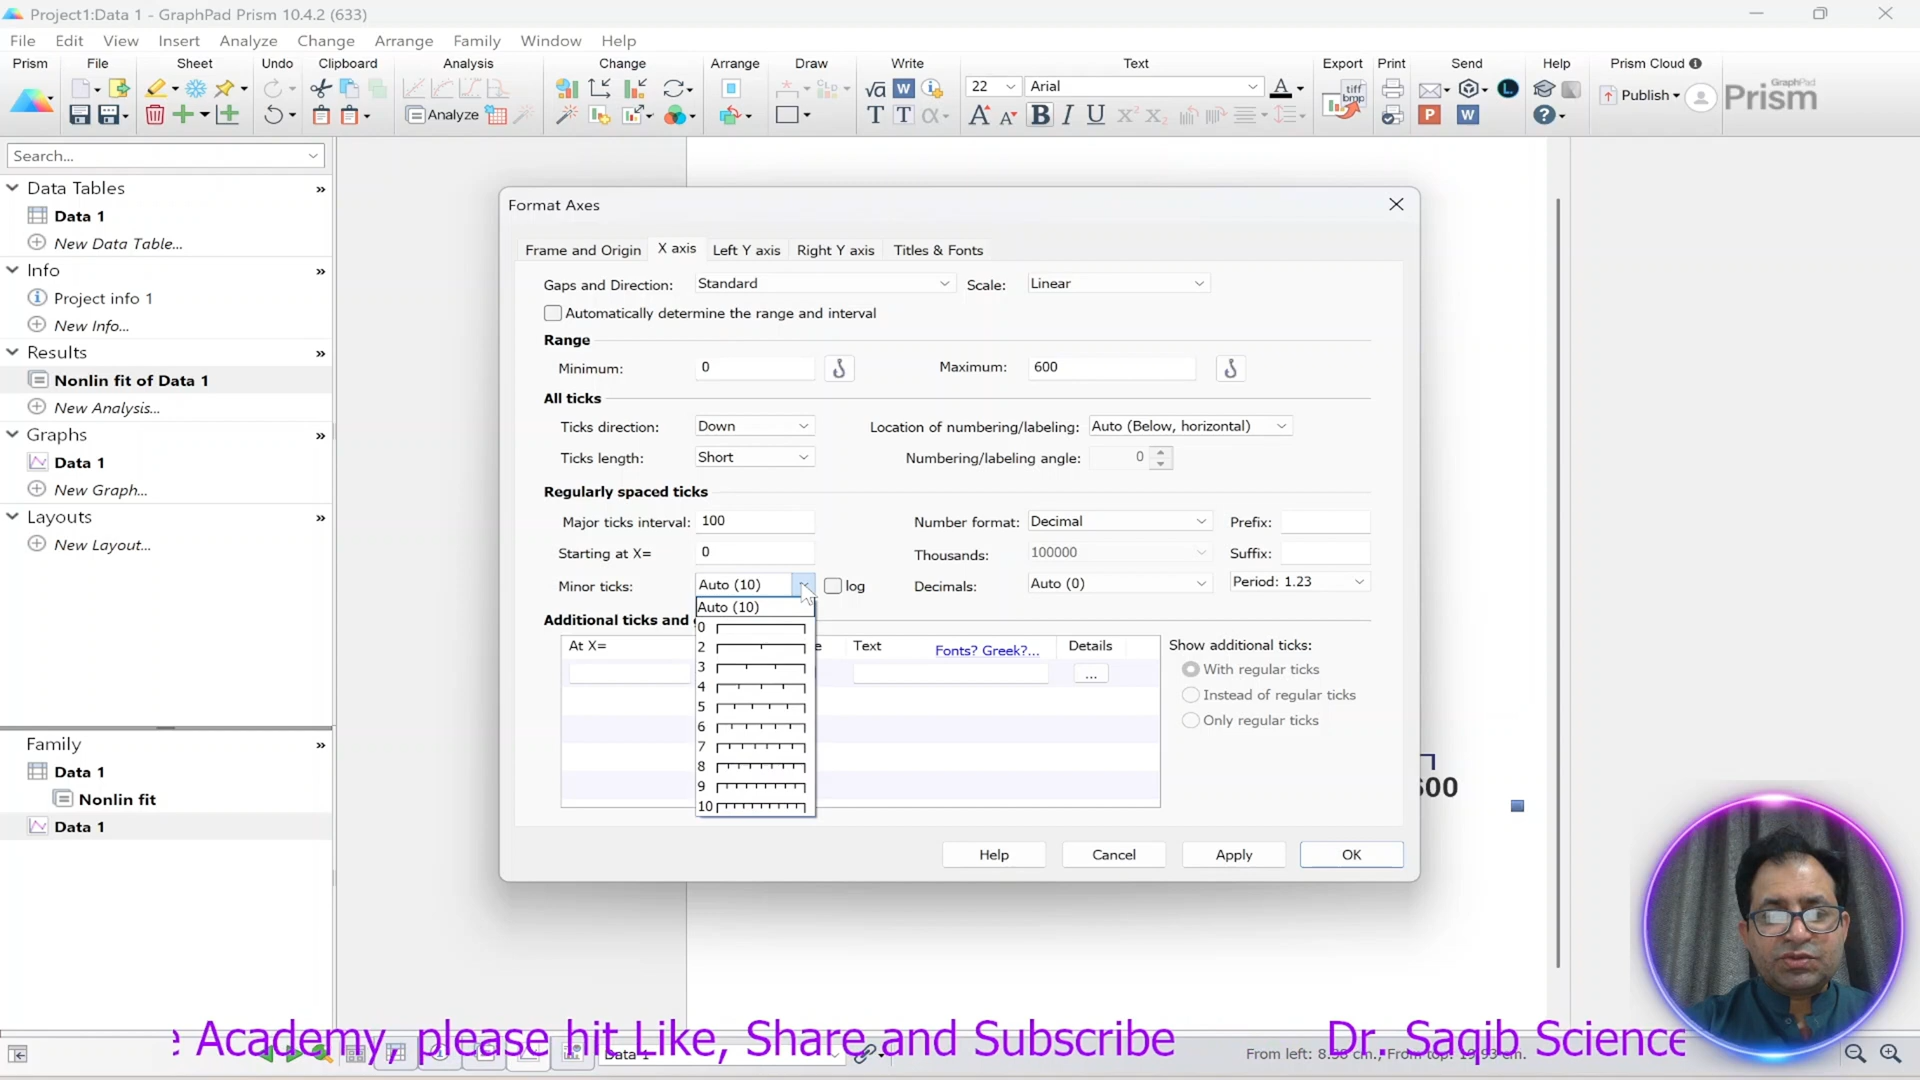 Project1:Data 1 - GraphPad Prism 10.4.2 (633)
File Edit View Insert Analyze Change Arrange Family Window Help
Prism File Sheet Undo Clipboard Analysis Change Arrange Draw Write Text Export Print Send Help Prism Cloud
22 Arial
tiff
bmp
Publish
GraphPad
Prism
Analyze
Search...
Data Tables
Data 1
New Data Table...
Info
Project info 1
New Info...
Results
Nonlin fit of Data 1
New Analysis...
Graphs
Data 1
New Graph...
Layouts
New Layout...
Family
Data 1
Nonlin fit
Data 1
Format Axes
Frame and Origin X axis Left Y axis Right Y axis Titles & Fonts
Gaps and Direction: Standard Scale: Linear
Automatically determine the range and interval
Range
Minimum: 0 Maximum: 600
All ticks
Ticks direction: Down Location of numbering/labeling: Auto (Below, horizontal)
Ticks length: Short Numbering/labeling angle: 0
Regularly spaced ticks
Major ticks interval: 100 Number format: Decimal Prefix:
Starting at X= 0 Thousands: 100000 Suffix:
Minor ticks: Auto (10) log Decimals: Auto (0) Period: 1.23
Auto (10)
0
2
3
4
5
6
7
8
9
10
Additional ticks and
At X= Text Fonts? Greek?... Details
...
Show additional ticks:
With regular ticks
Instead of regular ticks
Only regular ticks
Help Cancel Apply OK
Academy, please hit Like, Share and Subscribe Dr. Saqib Science